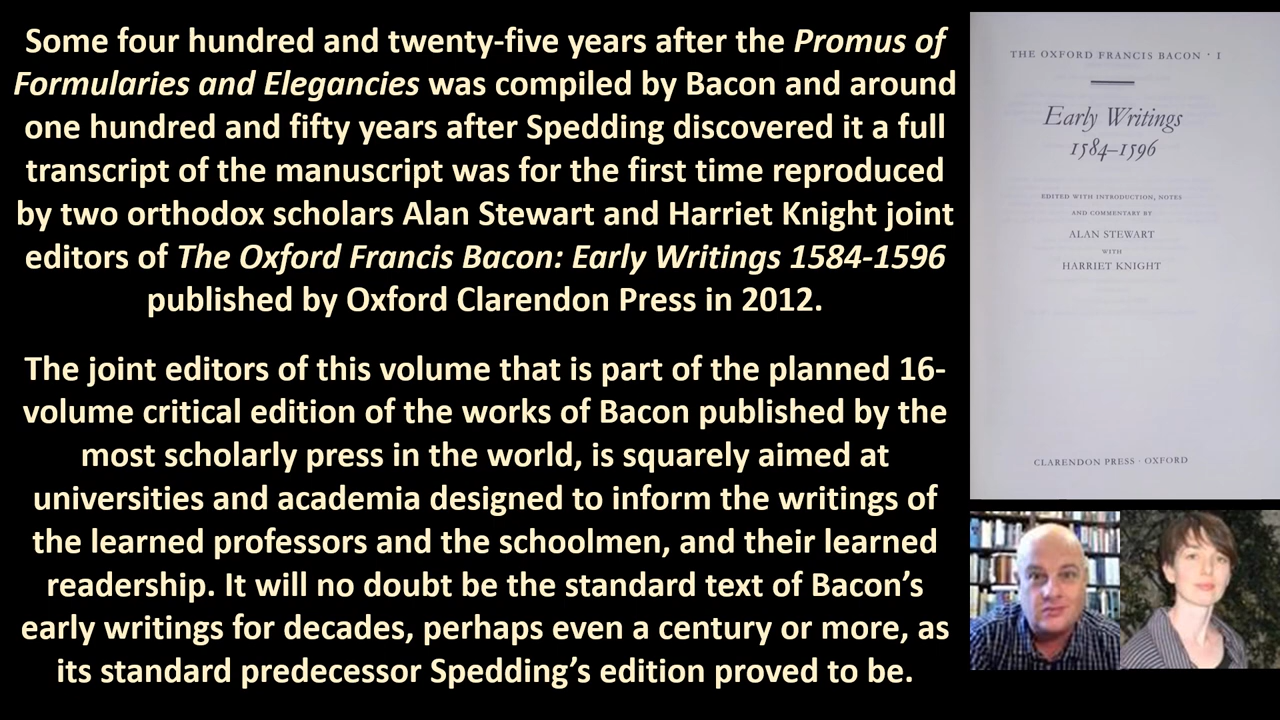 Some four hundred and twenty-five years after the Promus of
Formularies and Elegancies was compiled by Bacon and around
one hundred and fifty years after Spedding discovered it a full
transcript of the manuscript was for the first time reproduced
by two orthodox scholars Alan Stewart and Harriet Knight joint
editors of The Oxford Francis Bacon: Early Writings 1584-1596
published by Oxford Clarendon Press in 2012.
The joint editors of this volume that is part of the planned 16-
volume critical edition of the works of Bacon published by the
most scholarly press in the world, is squarely aimed at
universities and academia designed to inform the writings of
the learned professors and the schoolmen, and their learned
readership. It will no doubt be the standard text of Bacon’s
early writings for decades, perhaps even a century or more, as
its standard predecessor Spedding’s edition proved to be.
THE OXFORD FRANCIS BACON · I
Early Writings
1584–1596
EDITED WITH INTRODUCTION, NOTES
AND COMMENTARY BY
ALAN STEWART
WITH
HARRIET KNIGHT
CLARENDON PRESS · OXFORD